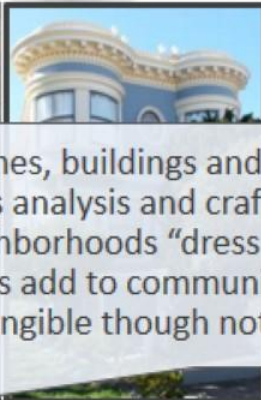 nes, buildings and
s analysis and craf
nborhoods “dress
s add to commun
ngible though not